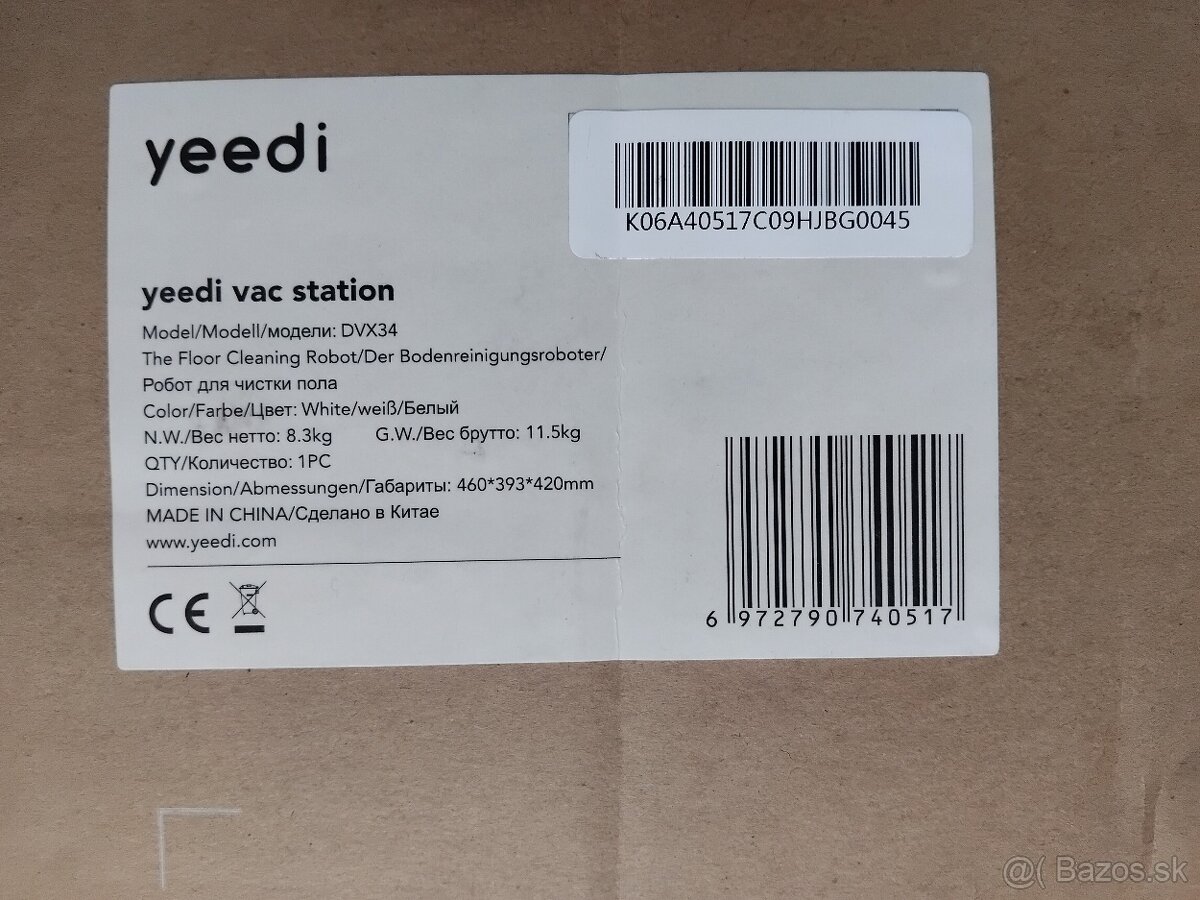 yeedi
K06A40517C09HJBG0045
yeedi vac station
Model/Modell/модели: DVX34
The Floor Cleaning Robot/Der Bodenreinigungsroboter/
Робот для чистки пола
Color/Farbe/Цвет: White/weiß/Белый
N.W./Вес нетто: 8.3kg G.W./Вес брутто: 11.5kg
QTY/Количество: 1PC
Dimension/Abmessungen/Габариты: 460*393*420mm
MADE IN CHINA/Сделано в Китае
www.yeedi.com
CE
6 972790 740517
@( Bazos.sk